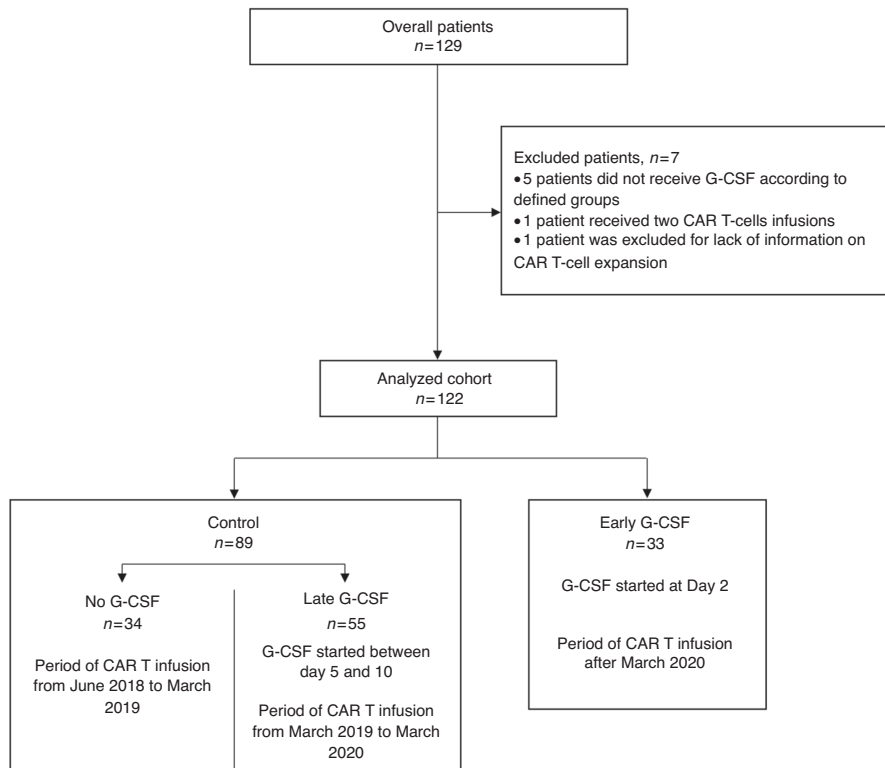 Overall patients
n=129
Excluded patients, n=7
•5 patients did not receive G-CSF according to
defined groups
•1 patient received two CAR T-cells infusions
•1 patient was excluded for lack of information on
CAR T-cell expansion
Analyzed cohort
n=122
Control
n=89
No G-CSF
n=34
Period of CAR T infusion
from June 2018 to March
2019
Late G-CSF
n=55
G-CSF started between
day 5 and 10
Period of CAR T infusion
from March 2019 to March
2020
Early G-CSF
n=33
G-CSF started at Day 2
Period of CAR T infusion
after March 2020